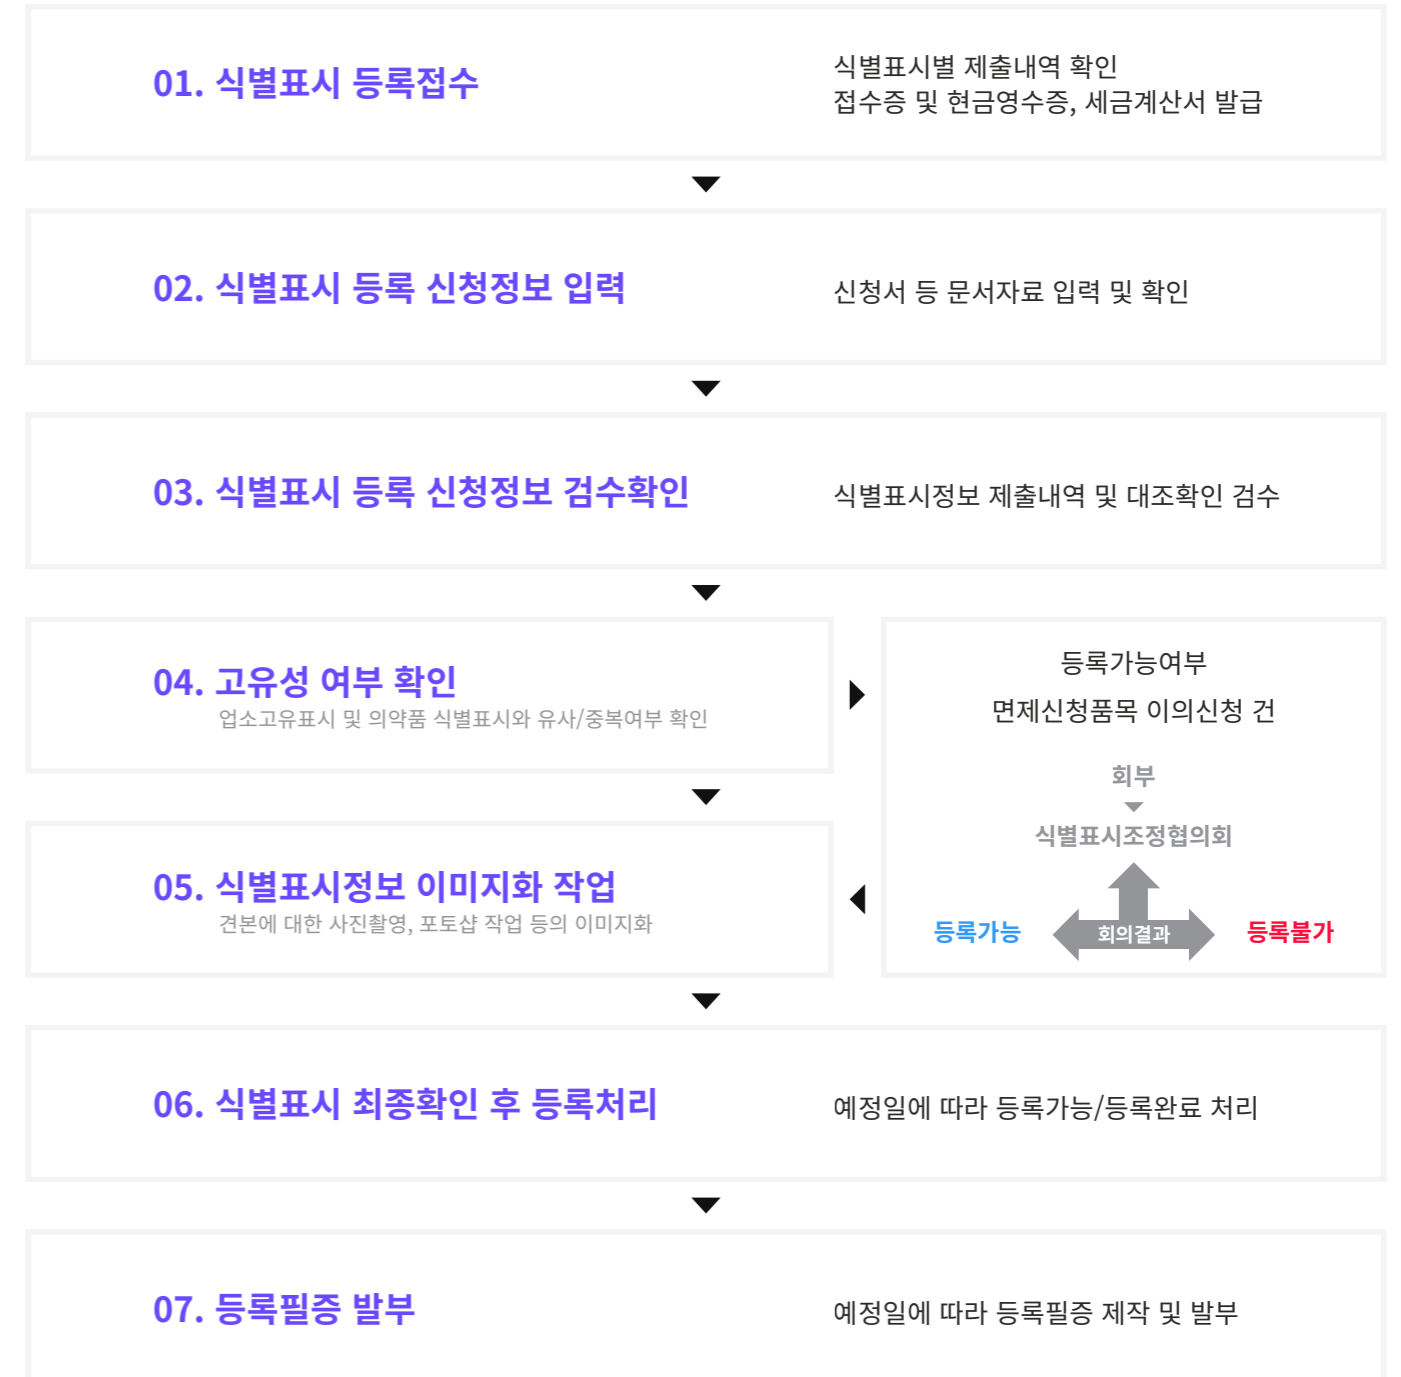 01. 식별표시 등록접수
식별표시별 제출내역 확인
접수증 및 현금영수증, 세금계산서 발급
02. 식별표시 등록 신청정보 입력
신청서 등 문서자료 입력 및 확인
03. 식별표시 등록 신청정보 검수확인
식별표시정보 제출내역 및 대조확인 검수
04. 고유성 여부 확인
업소고유표시 및 의약품 식별표시와 유사/중복여부 확인
등록가능여부
면제신청품목 이의신청 건
회부
식별표시조정협의회
등록가능
회의결과
등록불가
05. 식별표시정보 이미지화 작업
견본에 대한 사진촬영, 포토샵 작업 등의 이미지화
06. 식별표시 최종확인 후 등록처리
예정일에 따라 등록가능/등록완료 처리
07. 등록필증 발부
예정일에 따라 등록필증 제작 및 발부